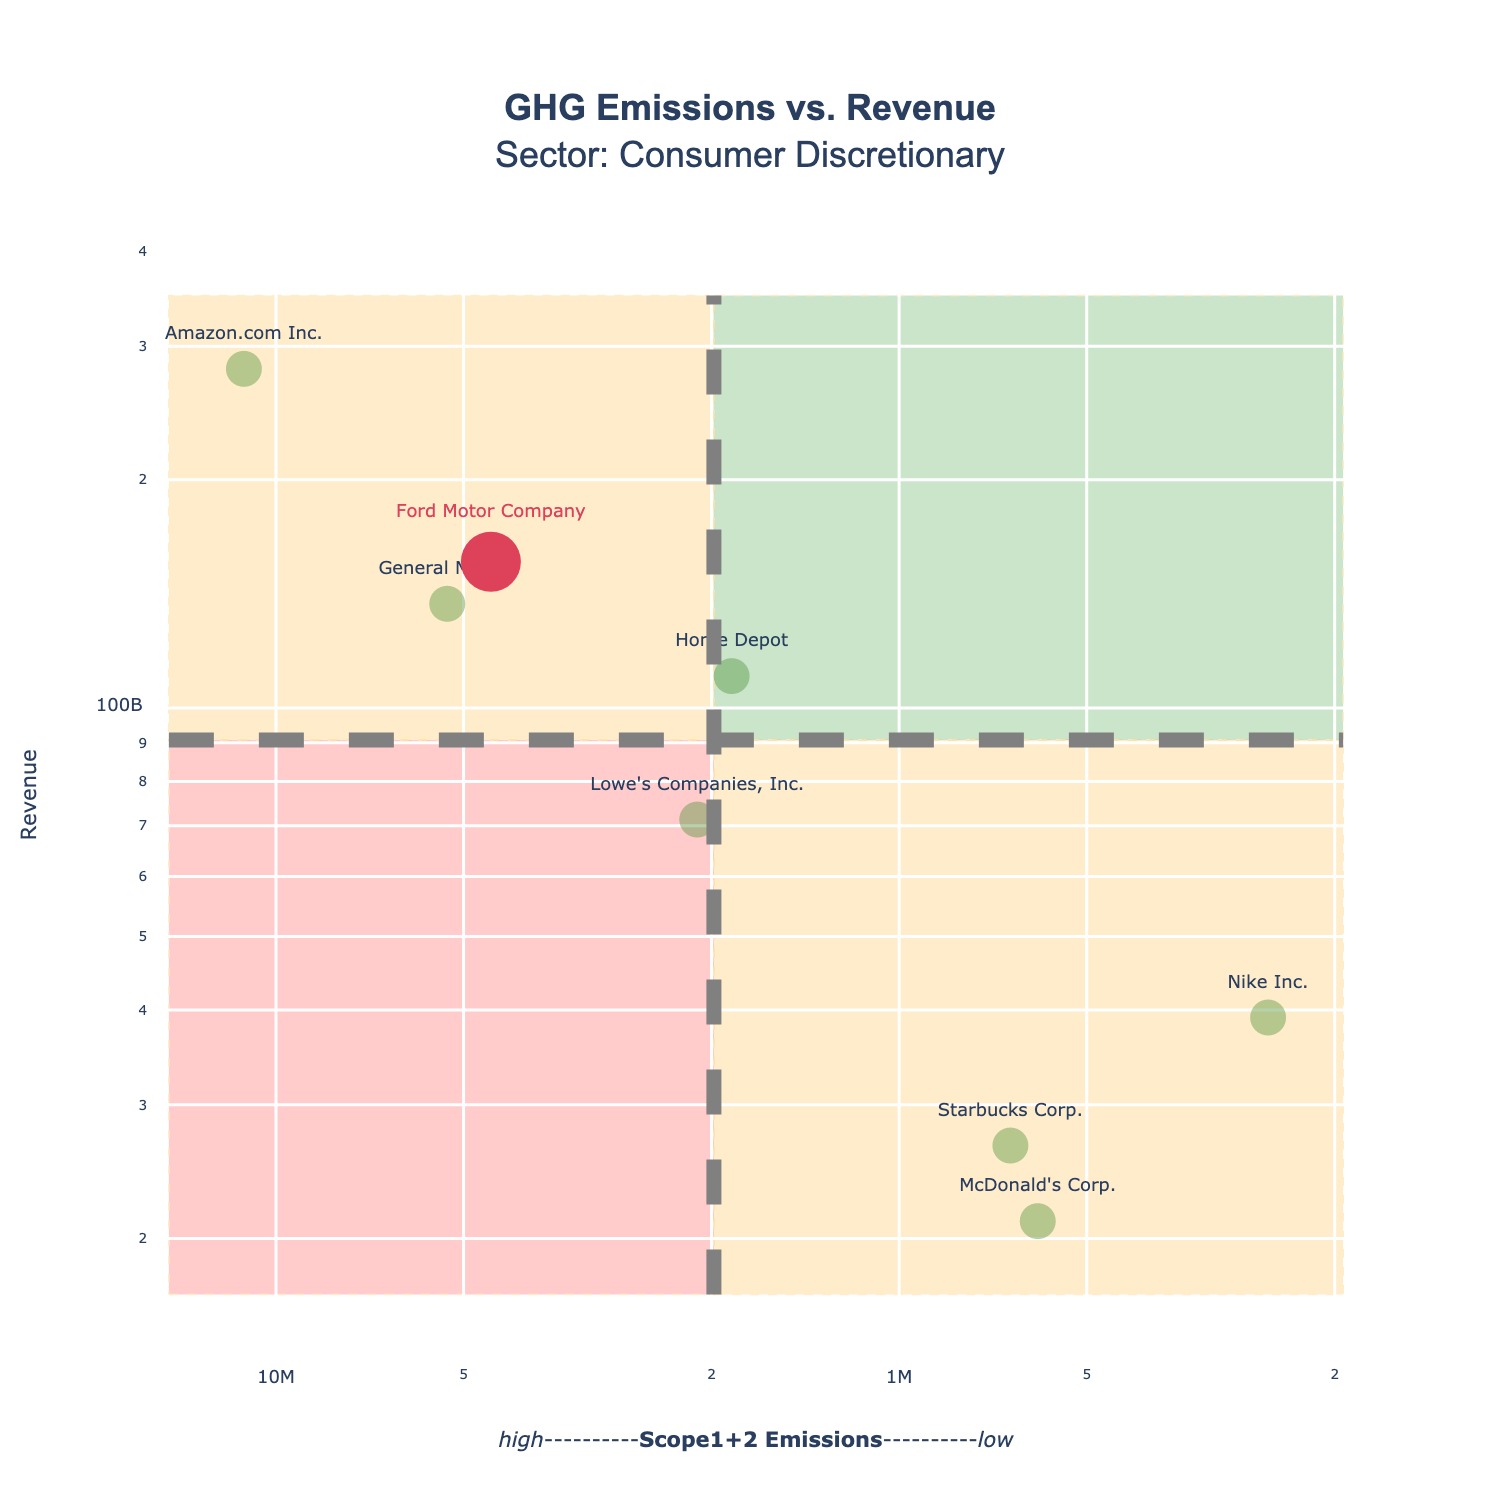 GHG Emissions vs. Revenue
Sector: Consumer Discretionary
4
Amazon.com Inc.
3
2
Ford Motor Company
General
Home Depot
100B
9
Lowe's Companies, Inc.
8
7
6
5
Nike Inc.
4
Starbucks Corp.
3
McDonald's Corp.
2
Revenue
10M
5
2
1M
5
2
high----------Scope1+2 Emissions----------low